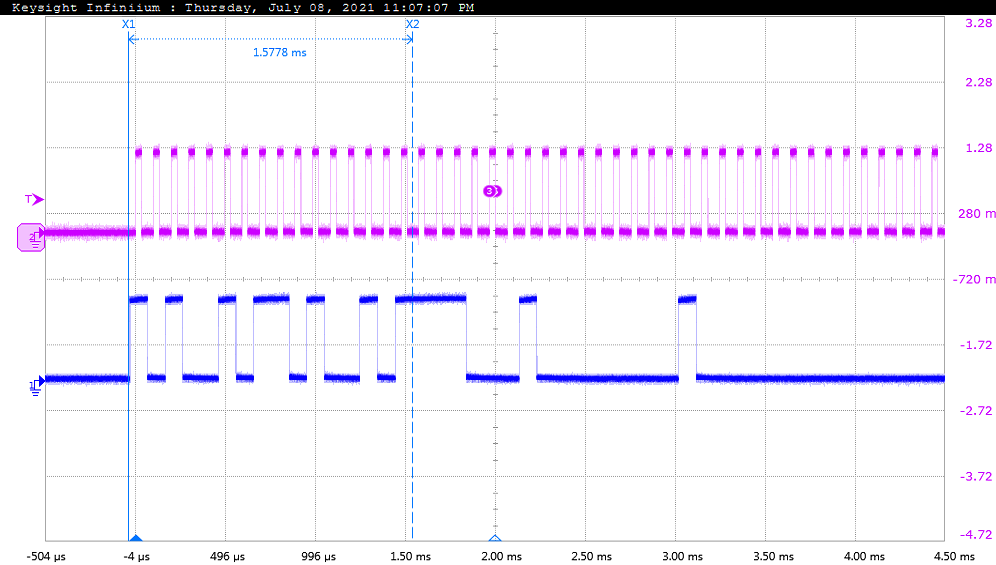 Keysight Infiniium : Thursday, July 08, 2021 11:07:07 PM
X1 X2
3.28
1.5778 ms
2.28
1.28
T
3
280 m
2
-720 m
-1.72
1
-2.72
-3.72
-4.72
-504 µs -4 µs 496 µs 996 µs 1.50 ms 2.00 ms 2.50 ms 3.00 ms 3.50 ms 4.00 ms 4.50 ms